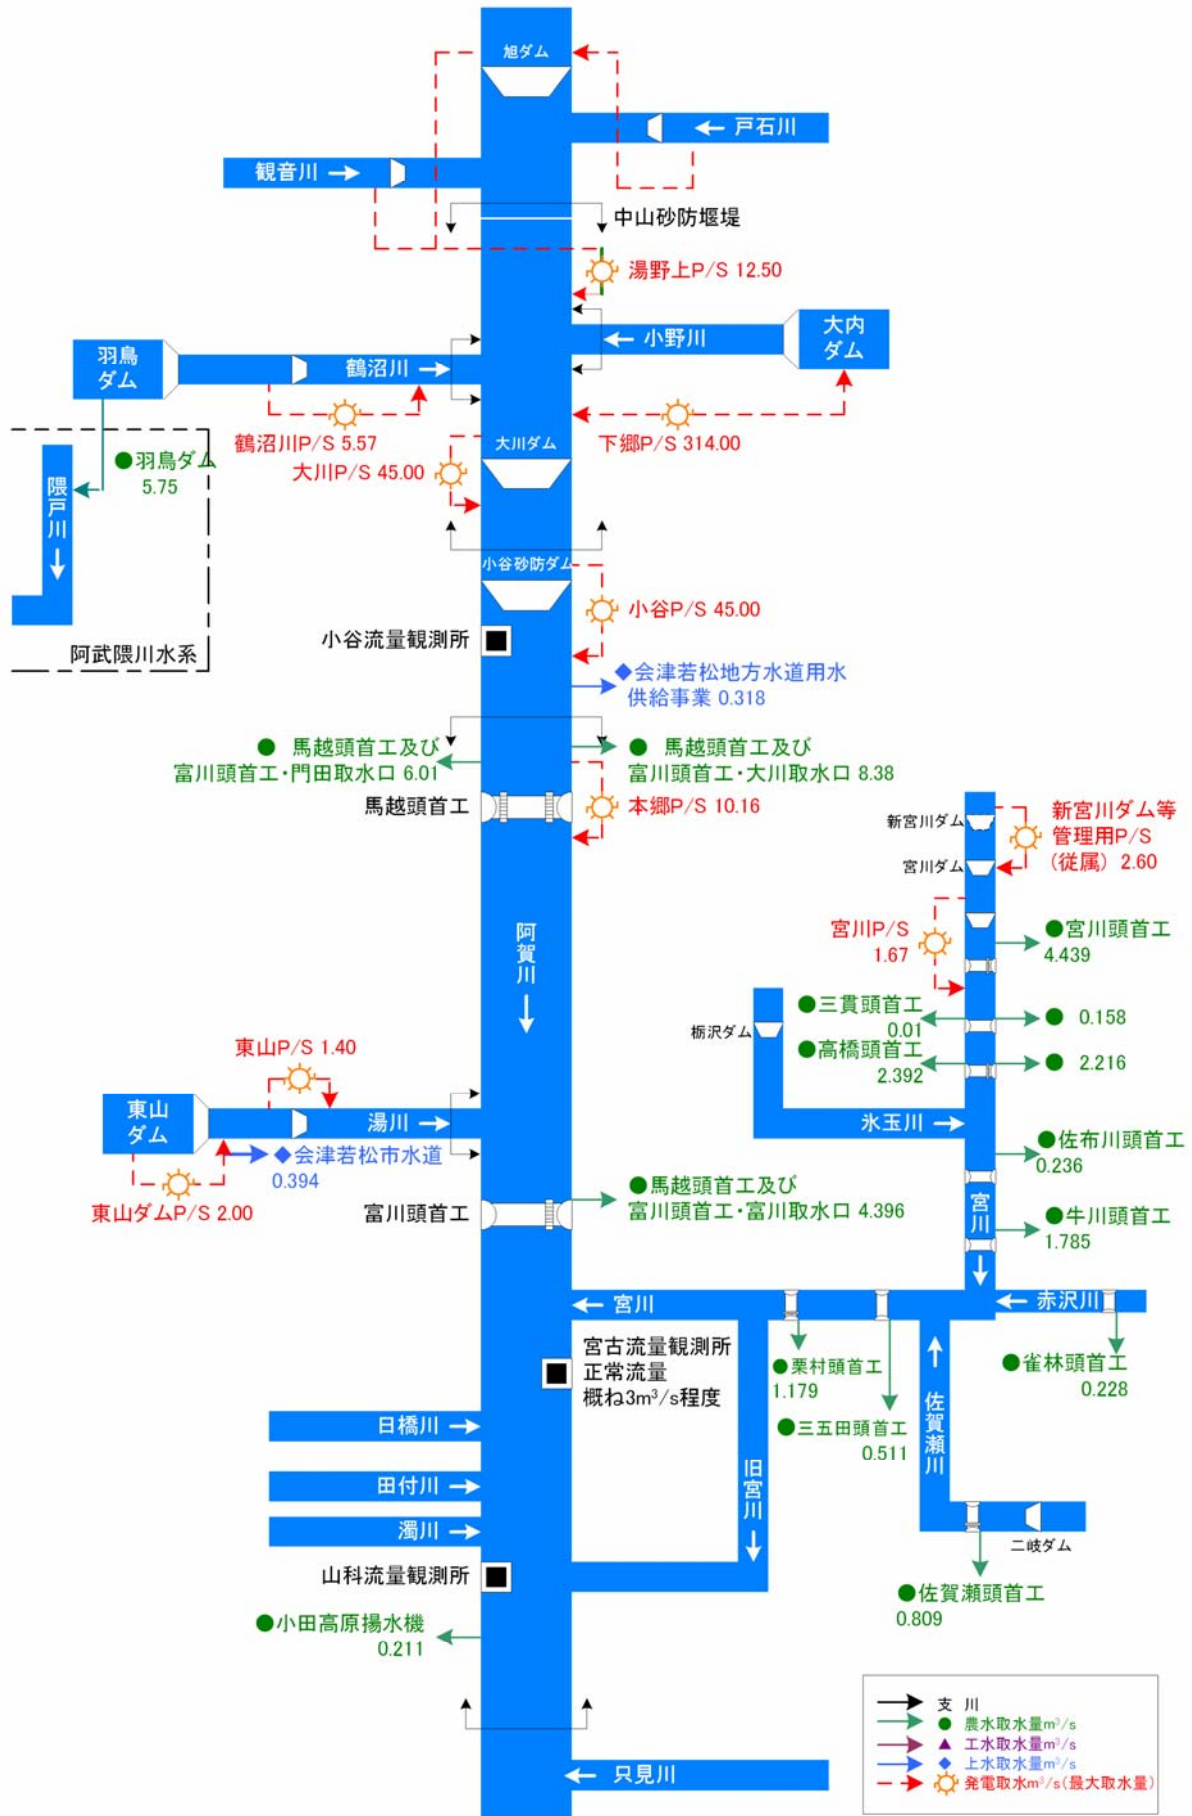 旭ダム
戸石川
観音川
中山砂防堰堤
湯野上P/S 12.50
大内
ダム
小野川
羽鳥
ダム
鶴沼川
鶴沼川P/S 5.57
下郷P/S 314.00
大川ダム
大川P/S 45.00
●羽鳥ダム
5.75
隈戸川
阿武隈川水系
小谷砂防ダム
小谷P/S 45.00
小谷流量観測所
◆会津若松地方水道用水
供給事業 0.318
● 馬越頭首工及び
富川頭首工・門田取水口 6.01
● 馬越頭首工及び
富川頭首工・大川取水口 8.38
馬越頭首工
本郷P/S 10.16
新宮川ダム
新宮川ダム等
管理用P/S
(従属) 2.60
宮川ダム
宮川P/S
1.67
●宮川頭首工
4.439
阿賀川
●三貫頭首工
0.01
● 0.158
栃沢ダム
●高橋頭首工
2.392
● 2.216
東山P/S 1.40
東山
ダム
湯川
氷玉川
◆会津若松市水道
0.394
●佐布川頭首工
0.236
東山ダムP/S 2.00
富川頭首工
●馬越頭首工及び
富川頭首工・富川取水口 4.396
宮川
●牛川頭首工
1.785
宮川
赤沢川
宮古流量観測所
正常流量
概ね3m³/s程度
●栗村頭首工
1.179
●雀林頭首工
0.228
●三五田頭首工
0.511
佐賀瀬川
日橋川
田付川
濁川
旧宮川
二岐ダム
山科流量観測所
●佐賀瀬頭首工
0.809
●小田高原揚水機
0.211
只見川
支 川
● 農水取水量m³/s
▲ 工水取水量m³/s
◆ 上水取水量m³/s
発電取水m³/s(最大取水量)